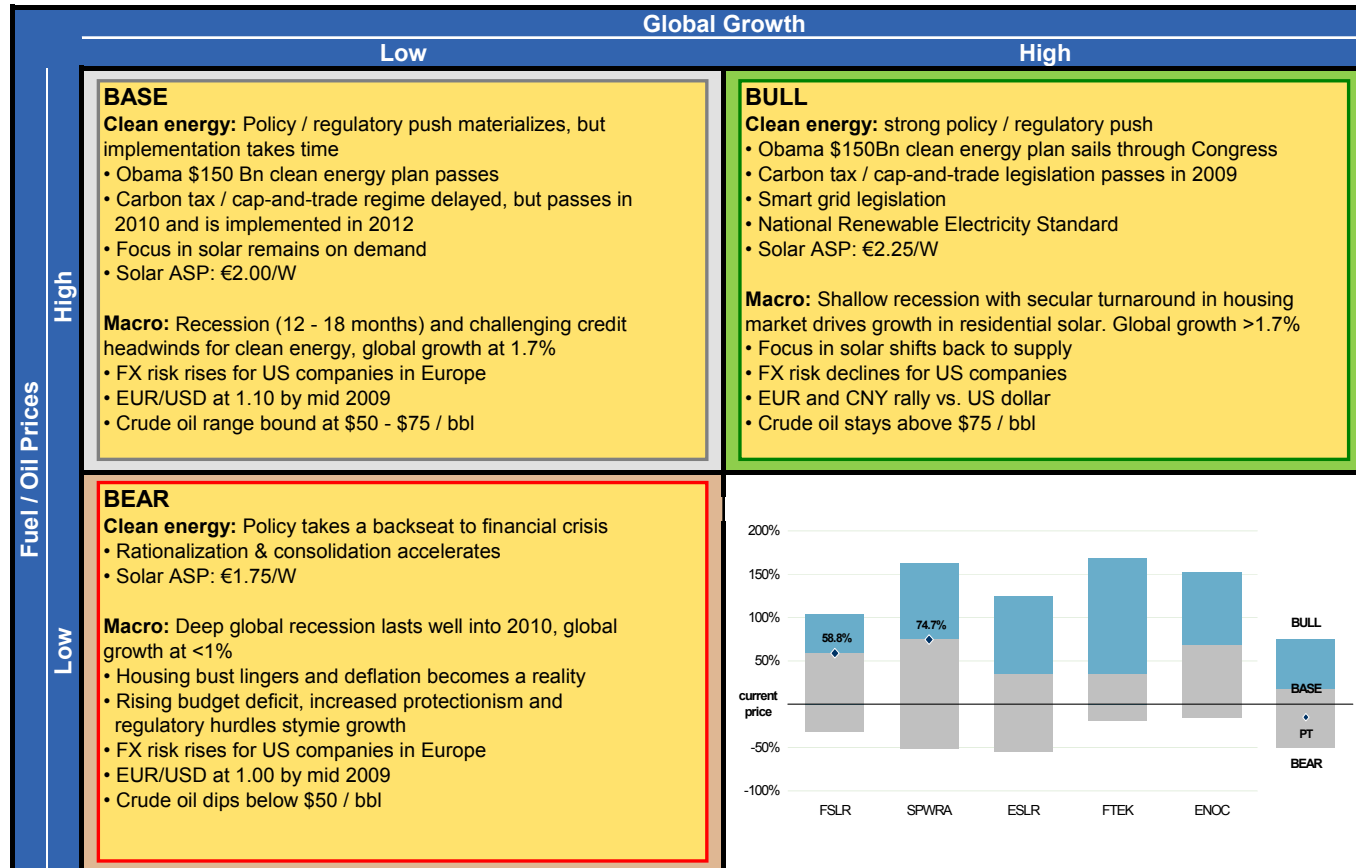 Global Growth
Low
High
Fuel / Oil Prices
High
Low
BASE
Clean energy: Policy / regulatory push materializes, but
implementation takes time
• Obama $150 Bn clean energy plan passes
• Carbon tax / cap-and-trade regime delayed, but passes in
2010 and is implemented in 2012
• Focus in solar remains on demand
• Solar ASP: €2.00/W
Macro: Recession (12 - 18 months) and challenging credit
headwinds for clean energy, global growth at 1.7%
• FX risk rises for US companies in Europe
• EUR/USD at 1.10 by mid 2009
• Crude oil range bound at $50 - $75 / bbl
BULL
Clean energy: strong policy / regulatory push
• Obama $150Bn clean energy plan sails through Congress
• Carbon tax / cap-and-trade legislation passes in 2009
• Smart grid legislation
• National Renewable Electricity Standard
• Solar ASP: €2.25/W
Macro: Shallow recession with secular turnaround in housing
market drives growth in residential solar. Global growth >1.7%
• Focus in solar shifts back to supply
• FX risk declines for US companies
• EUR and CNY rally vs. US dollar
• Crude oil stays above $75 / bbl
BEAR
Clean energy: Policy takes a backseat to financial crisis
• Rationalization & consolidation accelerates
• Solar ASP: €1.75/W
Macro: Deep global recession lasts well into 2010, global
growth at <1%
• Housing bust lingers and deflation becomes a reality
• Rising budget deficit, increased protectionism and
regulatory hurdles stymie growth
• FX risk rises for US companies in Europe
• EUR/USD at 1.00 by mid 2009
• Crude oil dips below $50 / bbl
200%
150%
100%
50%
current
price
-50%
-100%
58.8%
74.7%
BULL
BASE
PT
BEAR
FSLR
SPWRA
ESLR
FTEK
ENOC